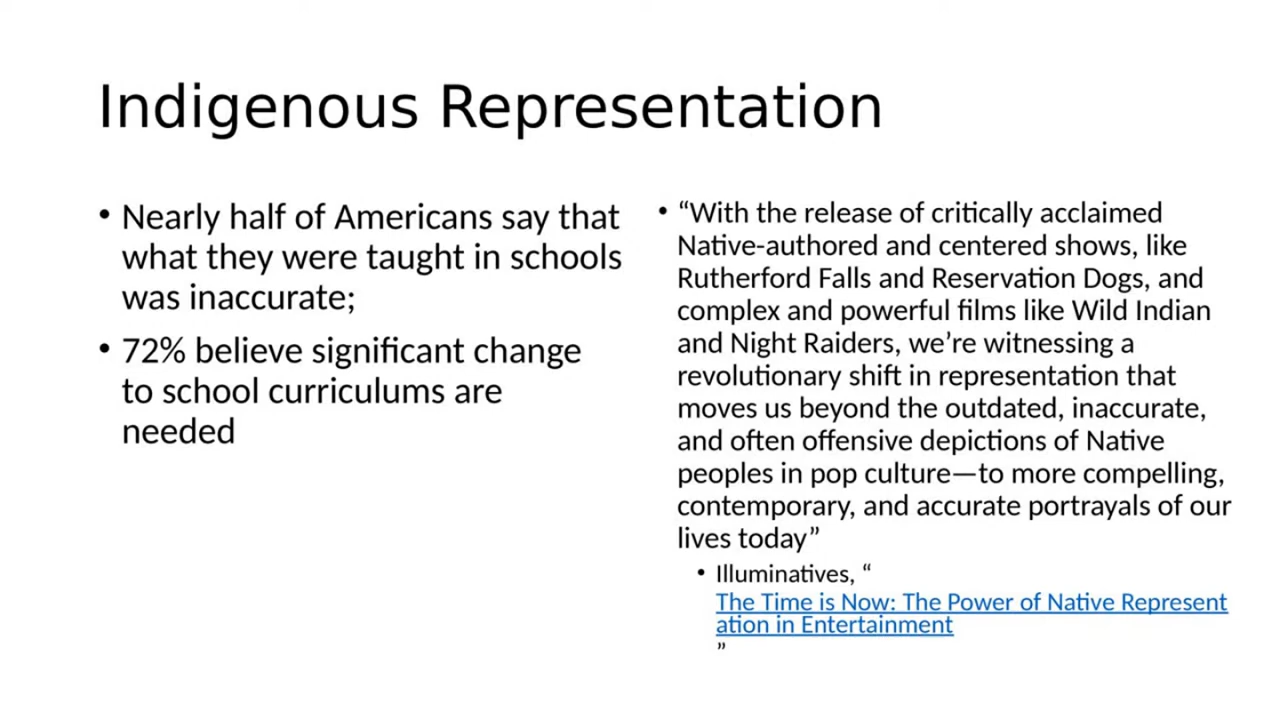 Indigenous Representation
• Nearly half of Americans say that
what they were taught in schools
was inaccurate;
• 72% believe significant change
to school curriculums are
needed
• “With the release of critically acclaimed
Native-authored and centered shows, like
Rutherford Falls and Reservation Dogs, and
complex and powerful films like Wild Indian
and Night Raiders, we’re witnessing a
revolutionary shift in representation that
moves us beyond the outdated, inaccurate,
and often offensive depictions of Native
peoples in pop culture—to more compelling,
contemporary, and accurate portrayals of our
lives today”
• Illuminatives, “
The Time is Now: The Power of Native Represent
ation in Entertainment
”